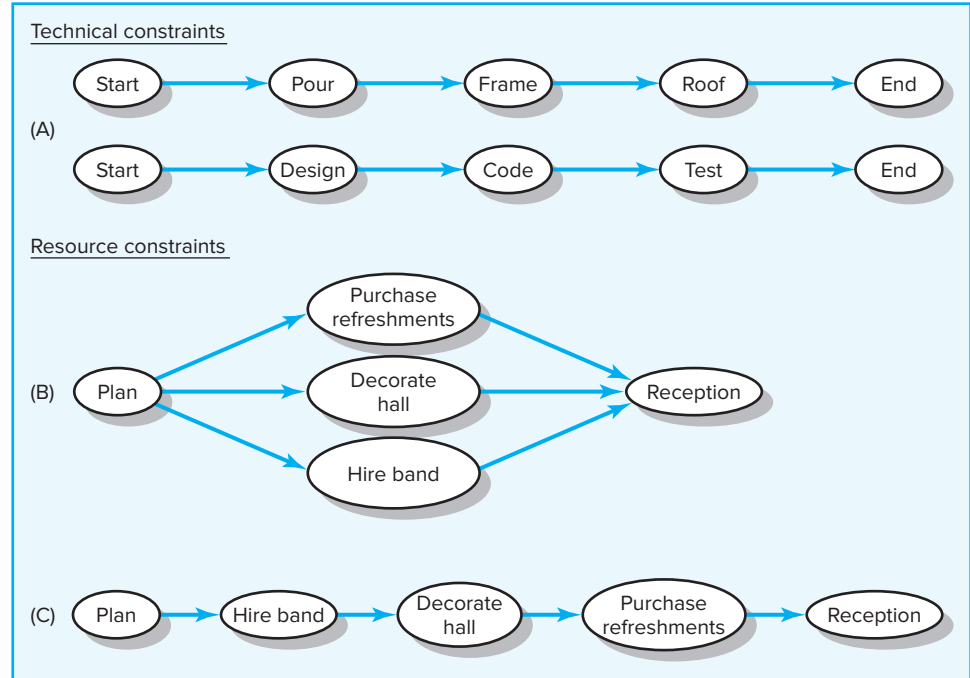 Technical constraints
Start Pour Frame Roof End
(A)
Start Design Code Test End
Resource constraints
Purchase
refreshments
(B) Plan Decorate
hall Reception
Hire band
(C) Plan Hire band Decorate
hall Purchase
refreshments Reception